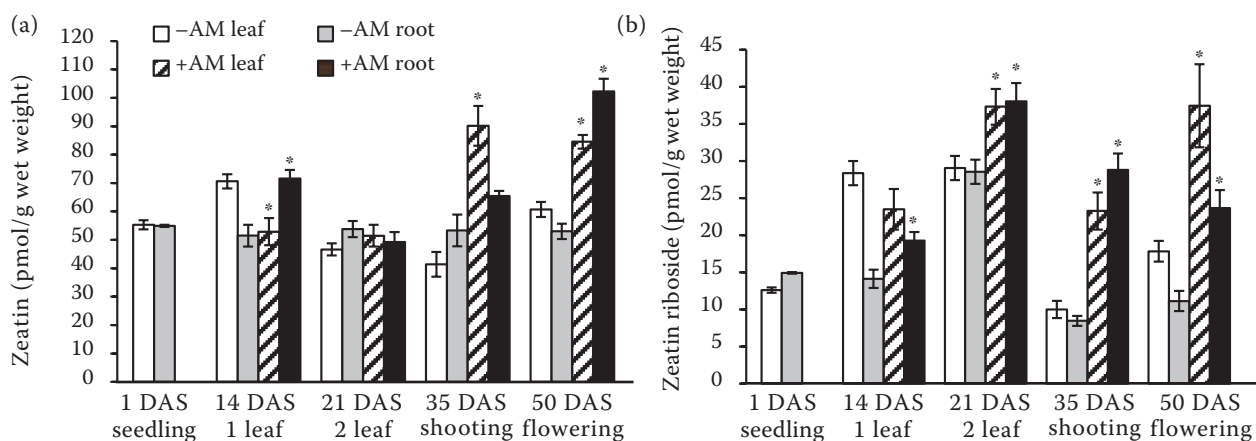 (a)
Zeatin (pmol/g wet weight)
120
110
100
90
80
70
60
50
40
30
20
10
0
–AM leaf
–AM root
+AM leaf
+AM root
*
*
*
*
*
1 DAS 14 DAS 21 DAS 35 DAS 50 DAS
seedling 1 leaf 2 leaf shooting flowering
(b)
Zeatin riboside (pmol/g wet weight)
45
40
35
30
25
20
15
10
5
0
*
*
*
*
*
*
*
1 DAS 14 DAS 21 DAS 35 DAS 50 DAS
seedling 1 leaf 2 leaf shooting flowering